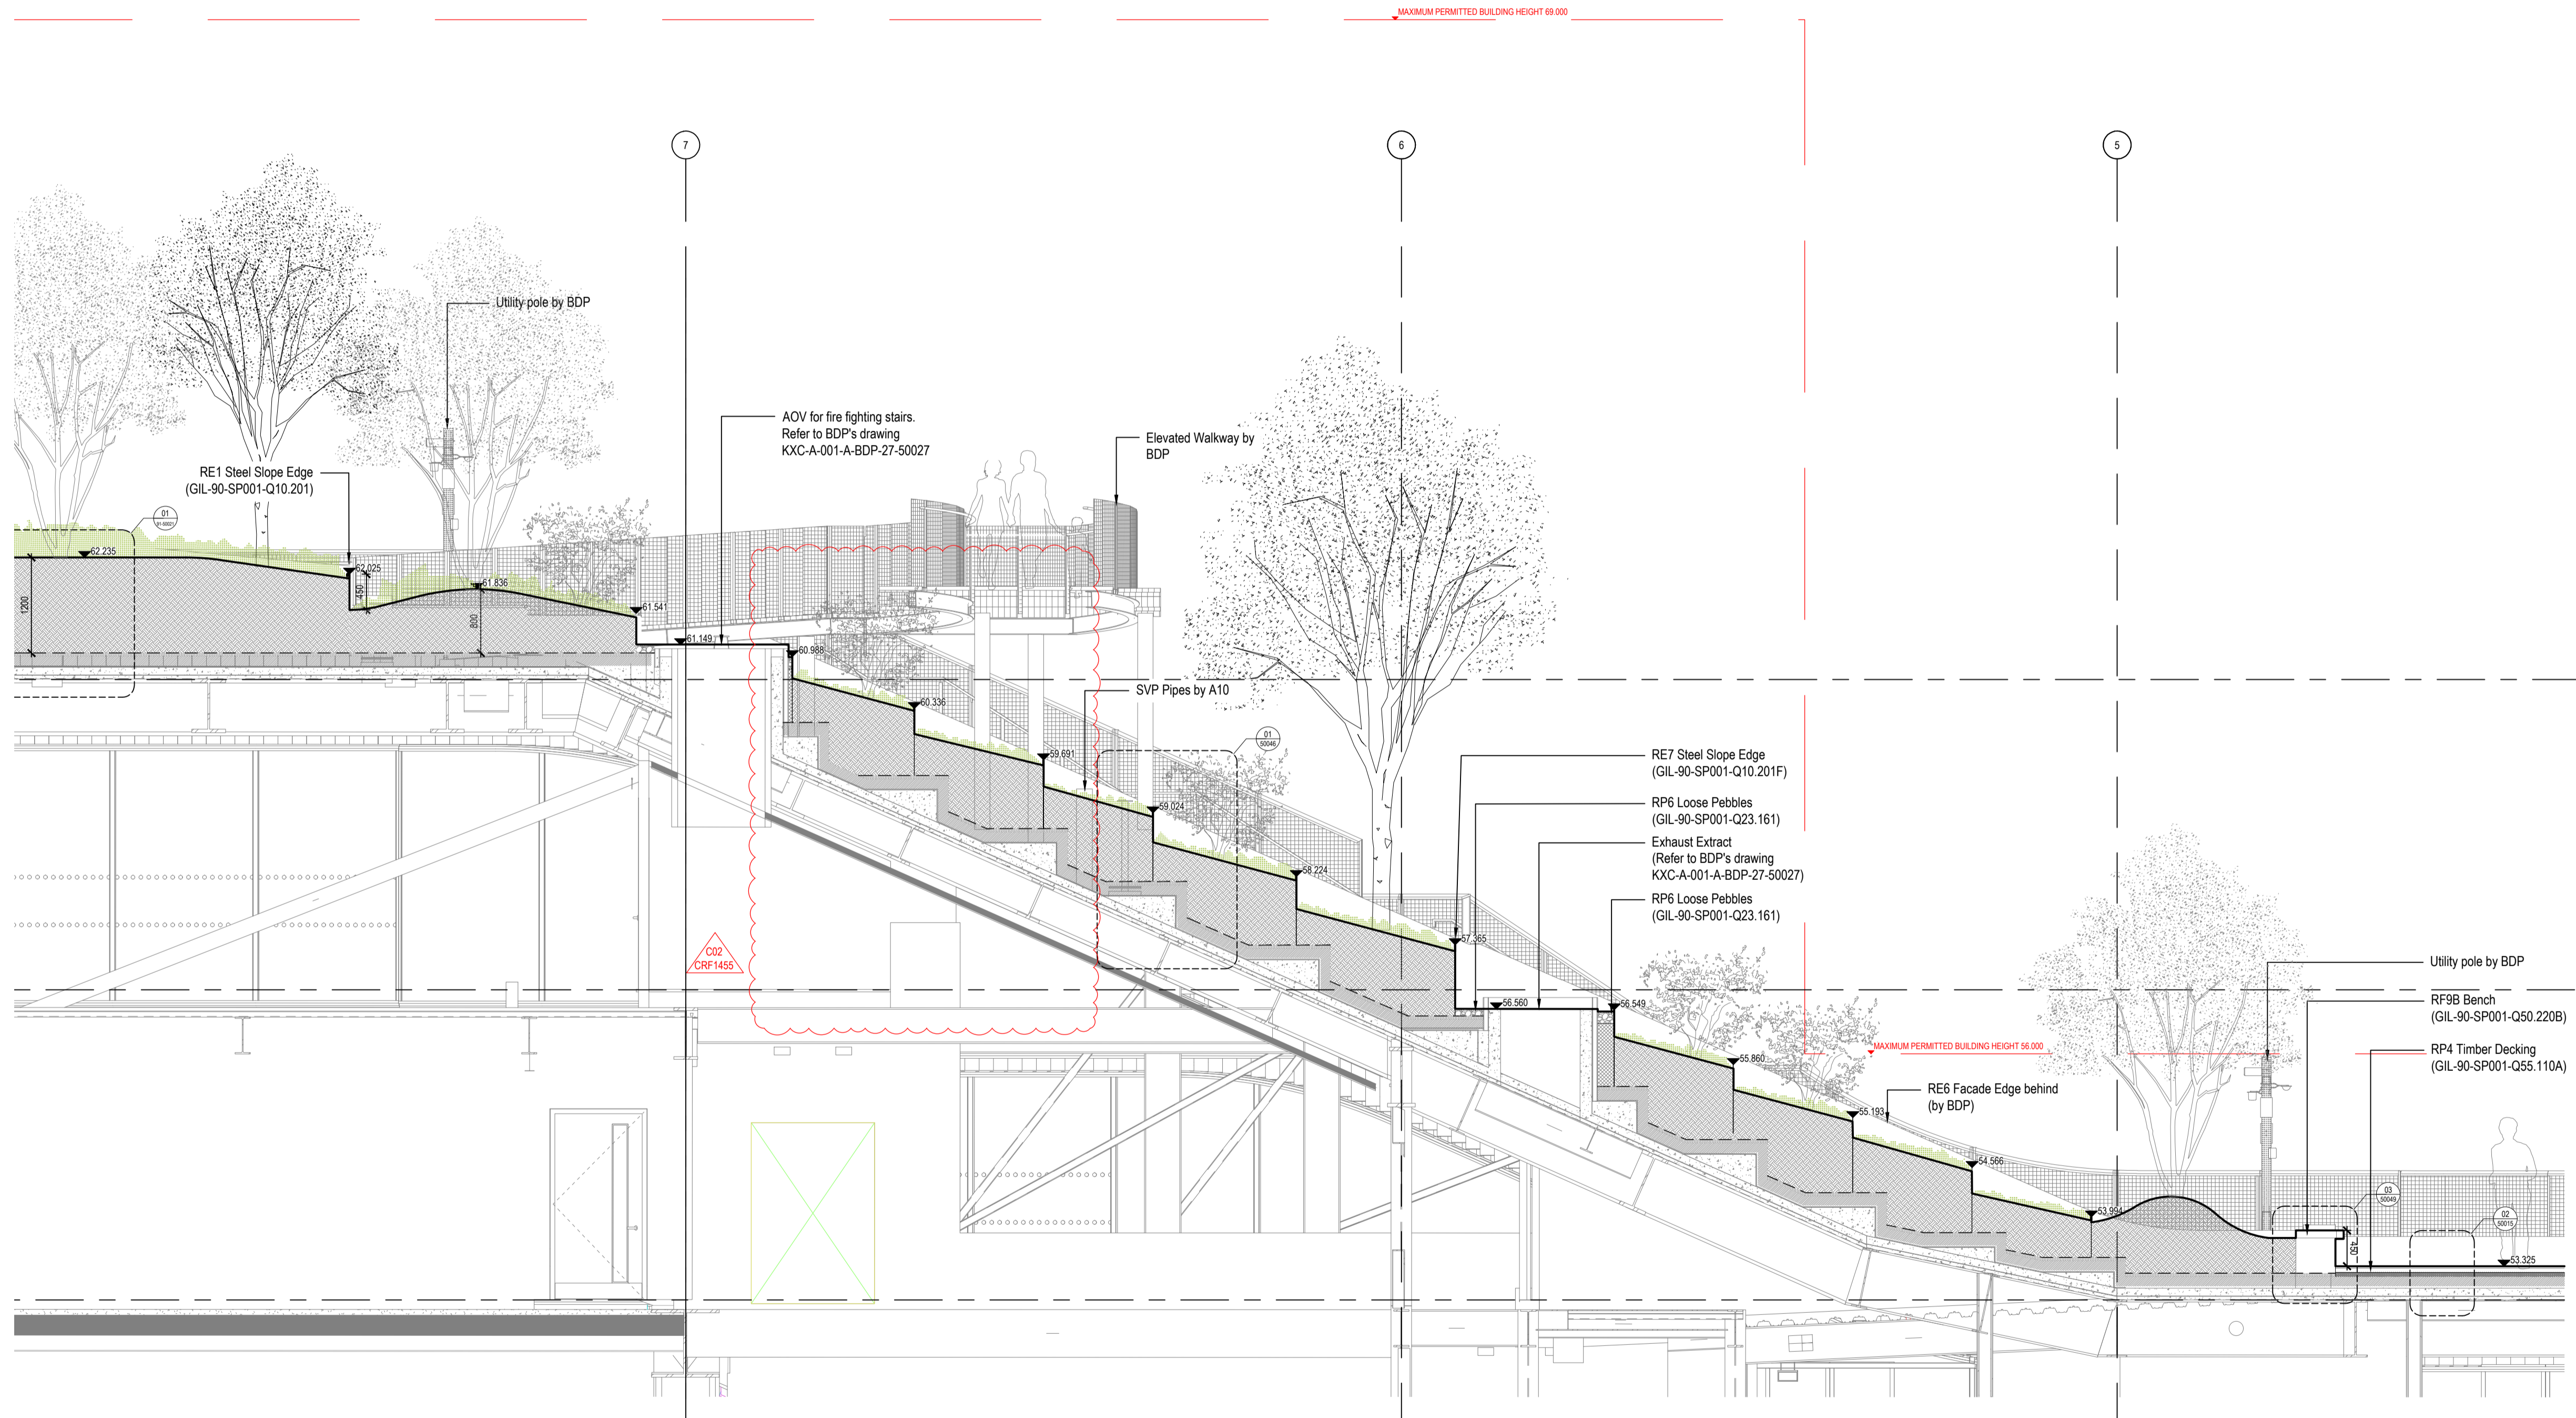 MAXIMUM PERMITTED BUILDING HEIGHT 69.000
7
6
5
Utility pole by BDP
AOV for fire fighting stairs.
Refer to BDP's drawing
KXC-A-001-A-BDP-27-50027
Elevated Walkway by
BDP
RE1 Steel Slope Edge
(GIL-90-SP001-Q10.201)
01
91-50021
62.235
62.025
450
61.836
1200
800
61.541
61.149
60.988
SVP Pipes by A10
60.336
01
50046
59.691
59.024
58.224
RE7 Steel Slope Edge
(GIL-90-SP001-Q10.201F)
RP6 Loose Pebbles
(GIL-90-SP001-Q23.161)
Exhaust Extract
(Refer to BDP's drawing
KXC-A-001-A-BDP-27-50027)
RP6 Loose Pebbles
(GIL-90-SP001-Q23.161)
57.365
C02
CRF1455
56.560
56.549
Utility pole by BDP
RF9B Bench
(GIL-90-SP001-Q50.220B)
MAXIMUM PERMITTED BUILDING HEIGHT 56.000
RP4 Timber Decking
(GIL-90-SP001-Q55.110A)
55.860
RE6 Facade Edge behind
(by BDP)
55.193
54.566
53.994
03
50049
02
50015
450
53.325